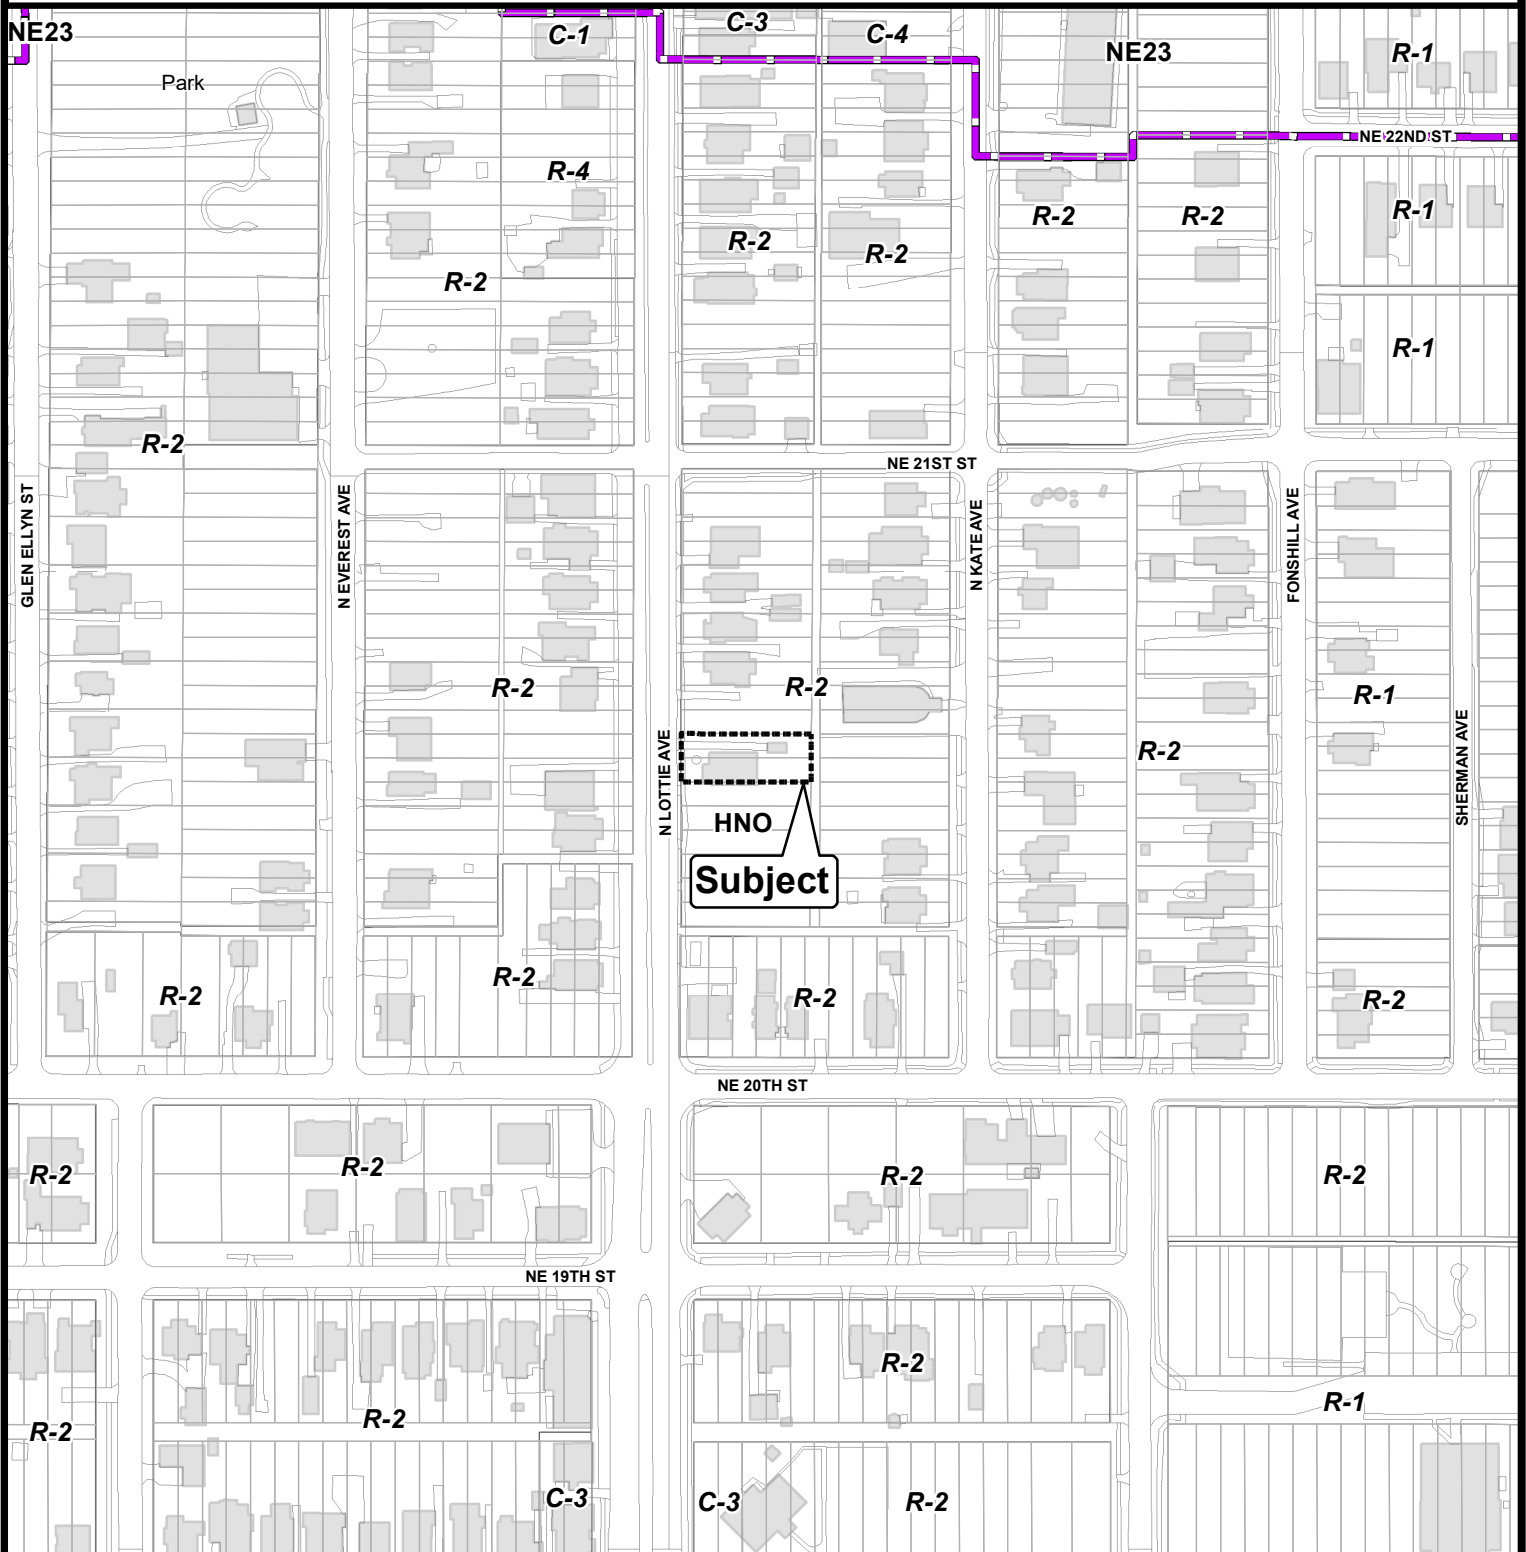 NE23
C-1
C-3
C-4
NE23
R-1
Park
NE 22ND ST
R-4
R-2
R-2
R-2
R-2
R-2
R-1
R-1
R-2
NE 21ST ST
GLEN ELLYN ST
N EVEREST AVE
N KATE AVE
FONSHILL AVE
R-2
R-2
R-1
N LOTTIE AVE
R-2
SHERMAN AVE
HNO
Subject
R-2
R-2
R-2
R-2
NE 20TH ST
R-2
R-2
R-2
R-2
NE 19TH ST
R-2
R-2
R-2
R-1
C-3
C-3
R-2